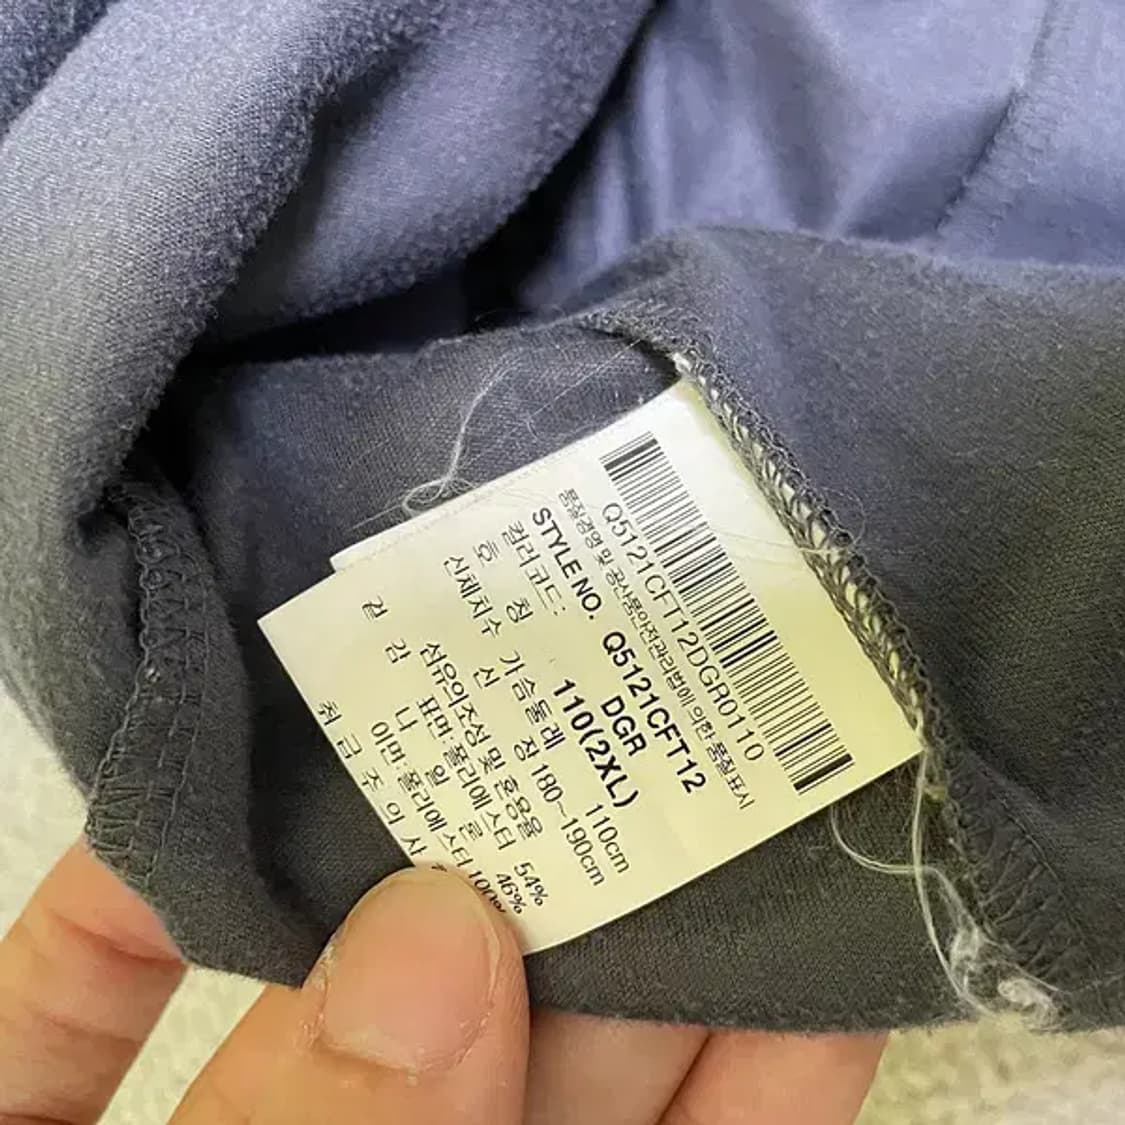 Q5121CFT12DGR0110
품질경영 및 공산품안전관리법에 의한 품질표시
STYLE NO. Q5121CFT12
컬러코드: DGR
호 칭 110(2XL)
신체치수 가슴둘레 110cm
신 장 180~190cm
섬유의 조성 및 혼용율
겉 감 표면: 폴리에스터 54%
나 일 론 46%
이면: 폴리에스터 100%
취 급 주 의 사